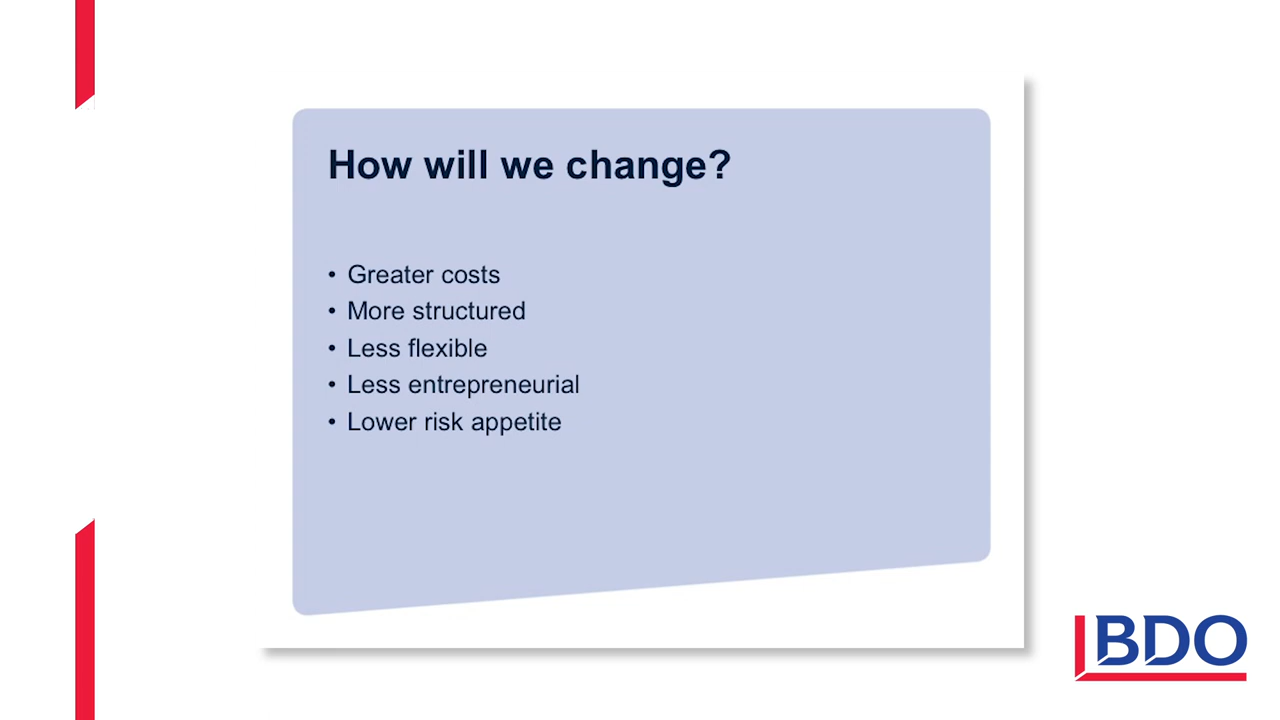 How will we change?
• Greater costs
• More structured
• Less flexible
• Less entrepreneurial
• Lower risk appetite
BDO